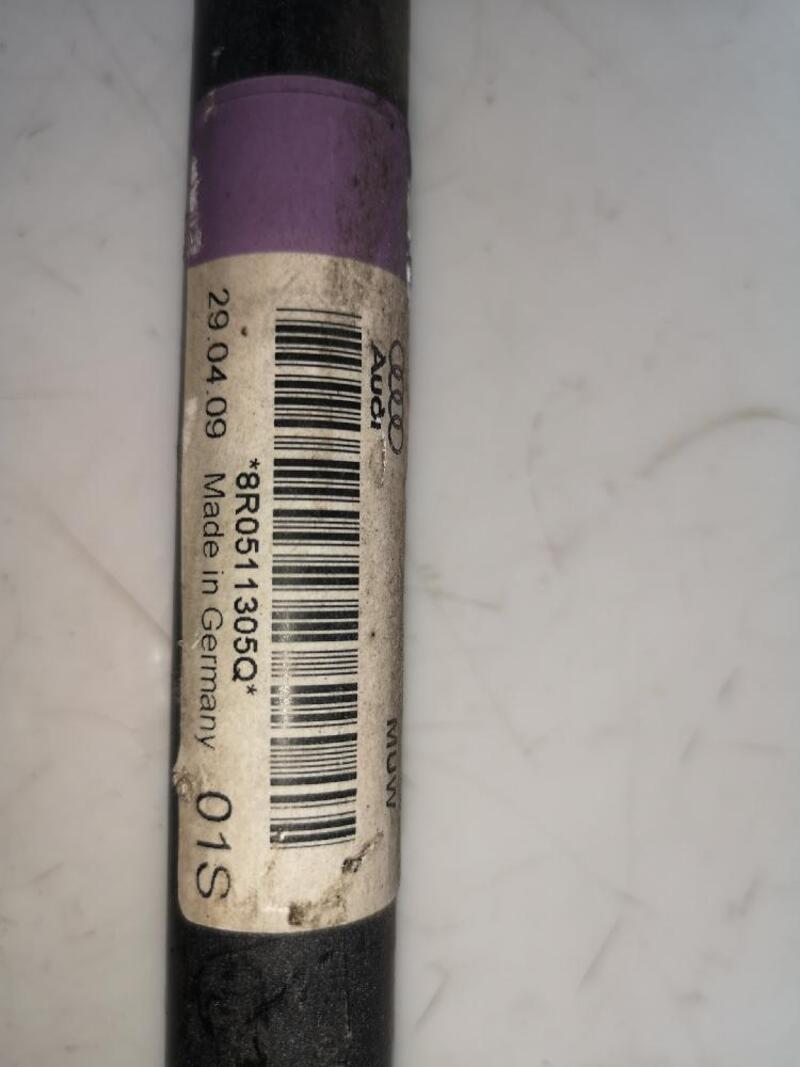 Audi
MUW
*8R0511305Q*
29.04.09 Made in Germany 01S